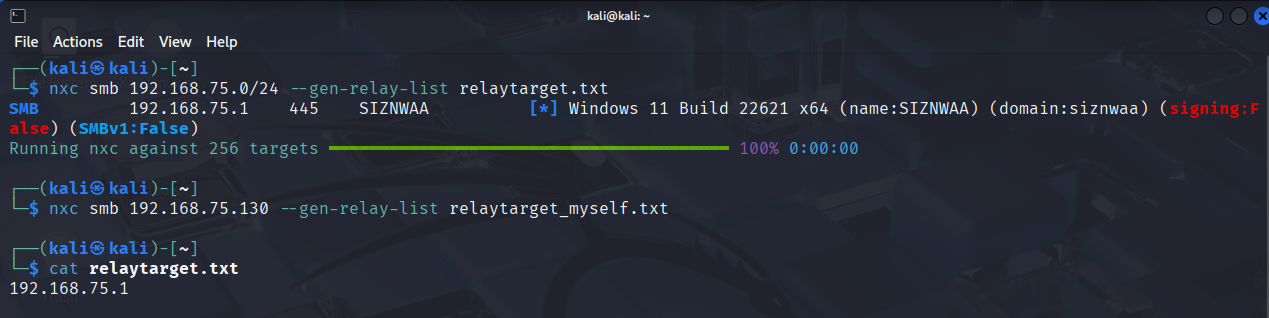 kali@kali: ~
File Actions Edit View Help
┌──(kali㉿kali)-[~]
└─$ nxc smb 192.168.75.0/24 --gen-relay-list relaytarget.txt
SMB 192.168.75.1 445 SIZNWAA [*] Windows 11 Build 22621 x64 (name:SIZNWAA) (domain:siznwaa) (signing:F
alse) (SMBv1:False)
Running nxc against 256 targets ━━━━━━━━━━━━━━━━━━━━━━━━━━━━━━━━━━━━━━━━ 100% 0:00:00
┌──(kali㉿kali)-[~]
└─$ nxc smb 192.168.75.130 --gen-relay-list relaytarget_myself.txt
┌──(kali㉿kali)-[~]
└─$ cat relaytarget.txt
192.168.75.1